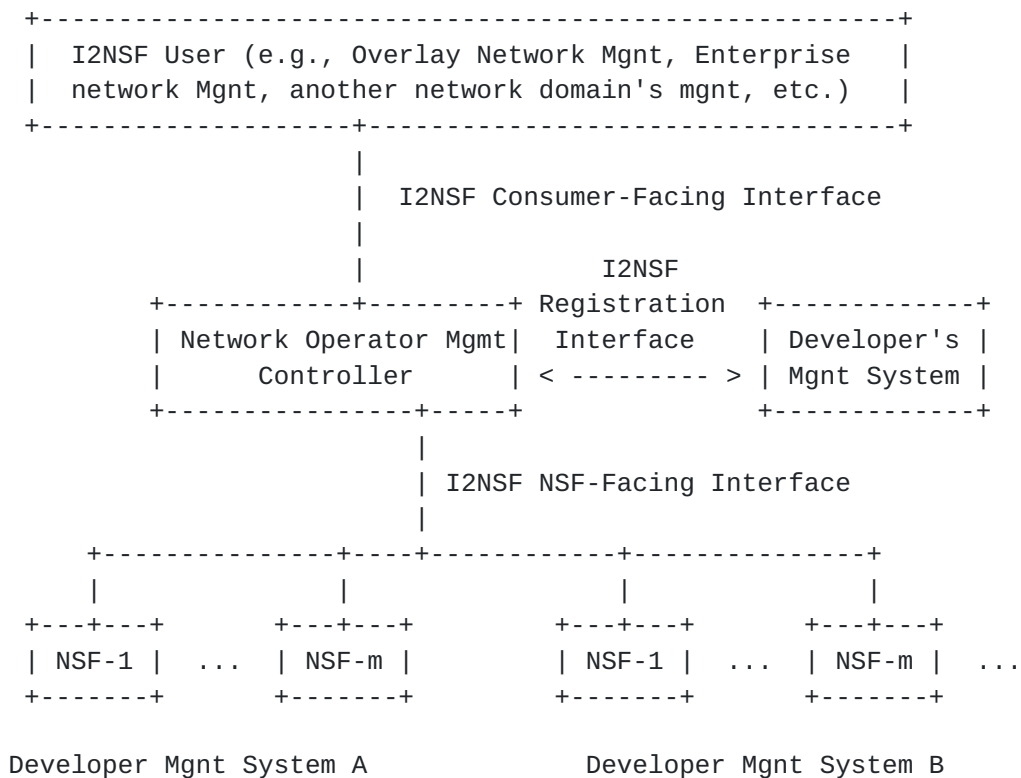 I2NSF User (e.g., Overlay Network Mgnt, Enterprise
network Mgnt, another network domain's mgnt, etc.)
I2NSF Consumer-Facing Interface
I2NSF
Registration
Network Operator Mgmt Interface Developer's
Controller < --------- > Mgnt System
I2NSF NSF-Facing Interface
NSF-1 ... NSF-m NSF-1 ... NSF-m ...
Developer Mgnt System A Developer Mgnt System B